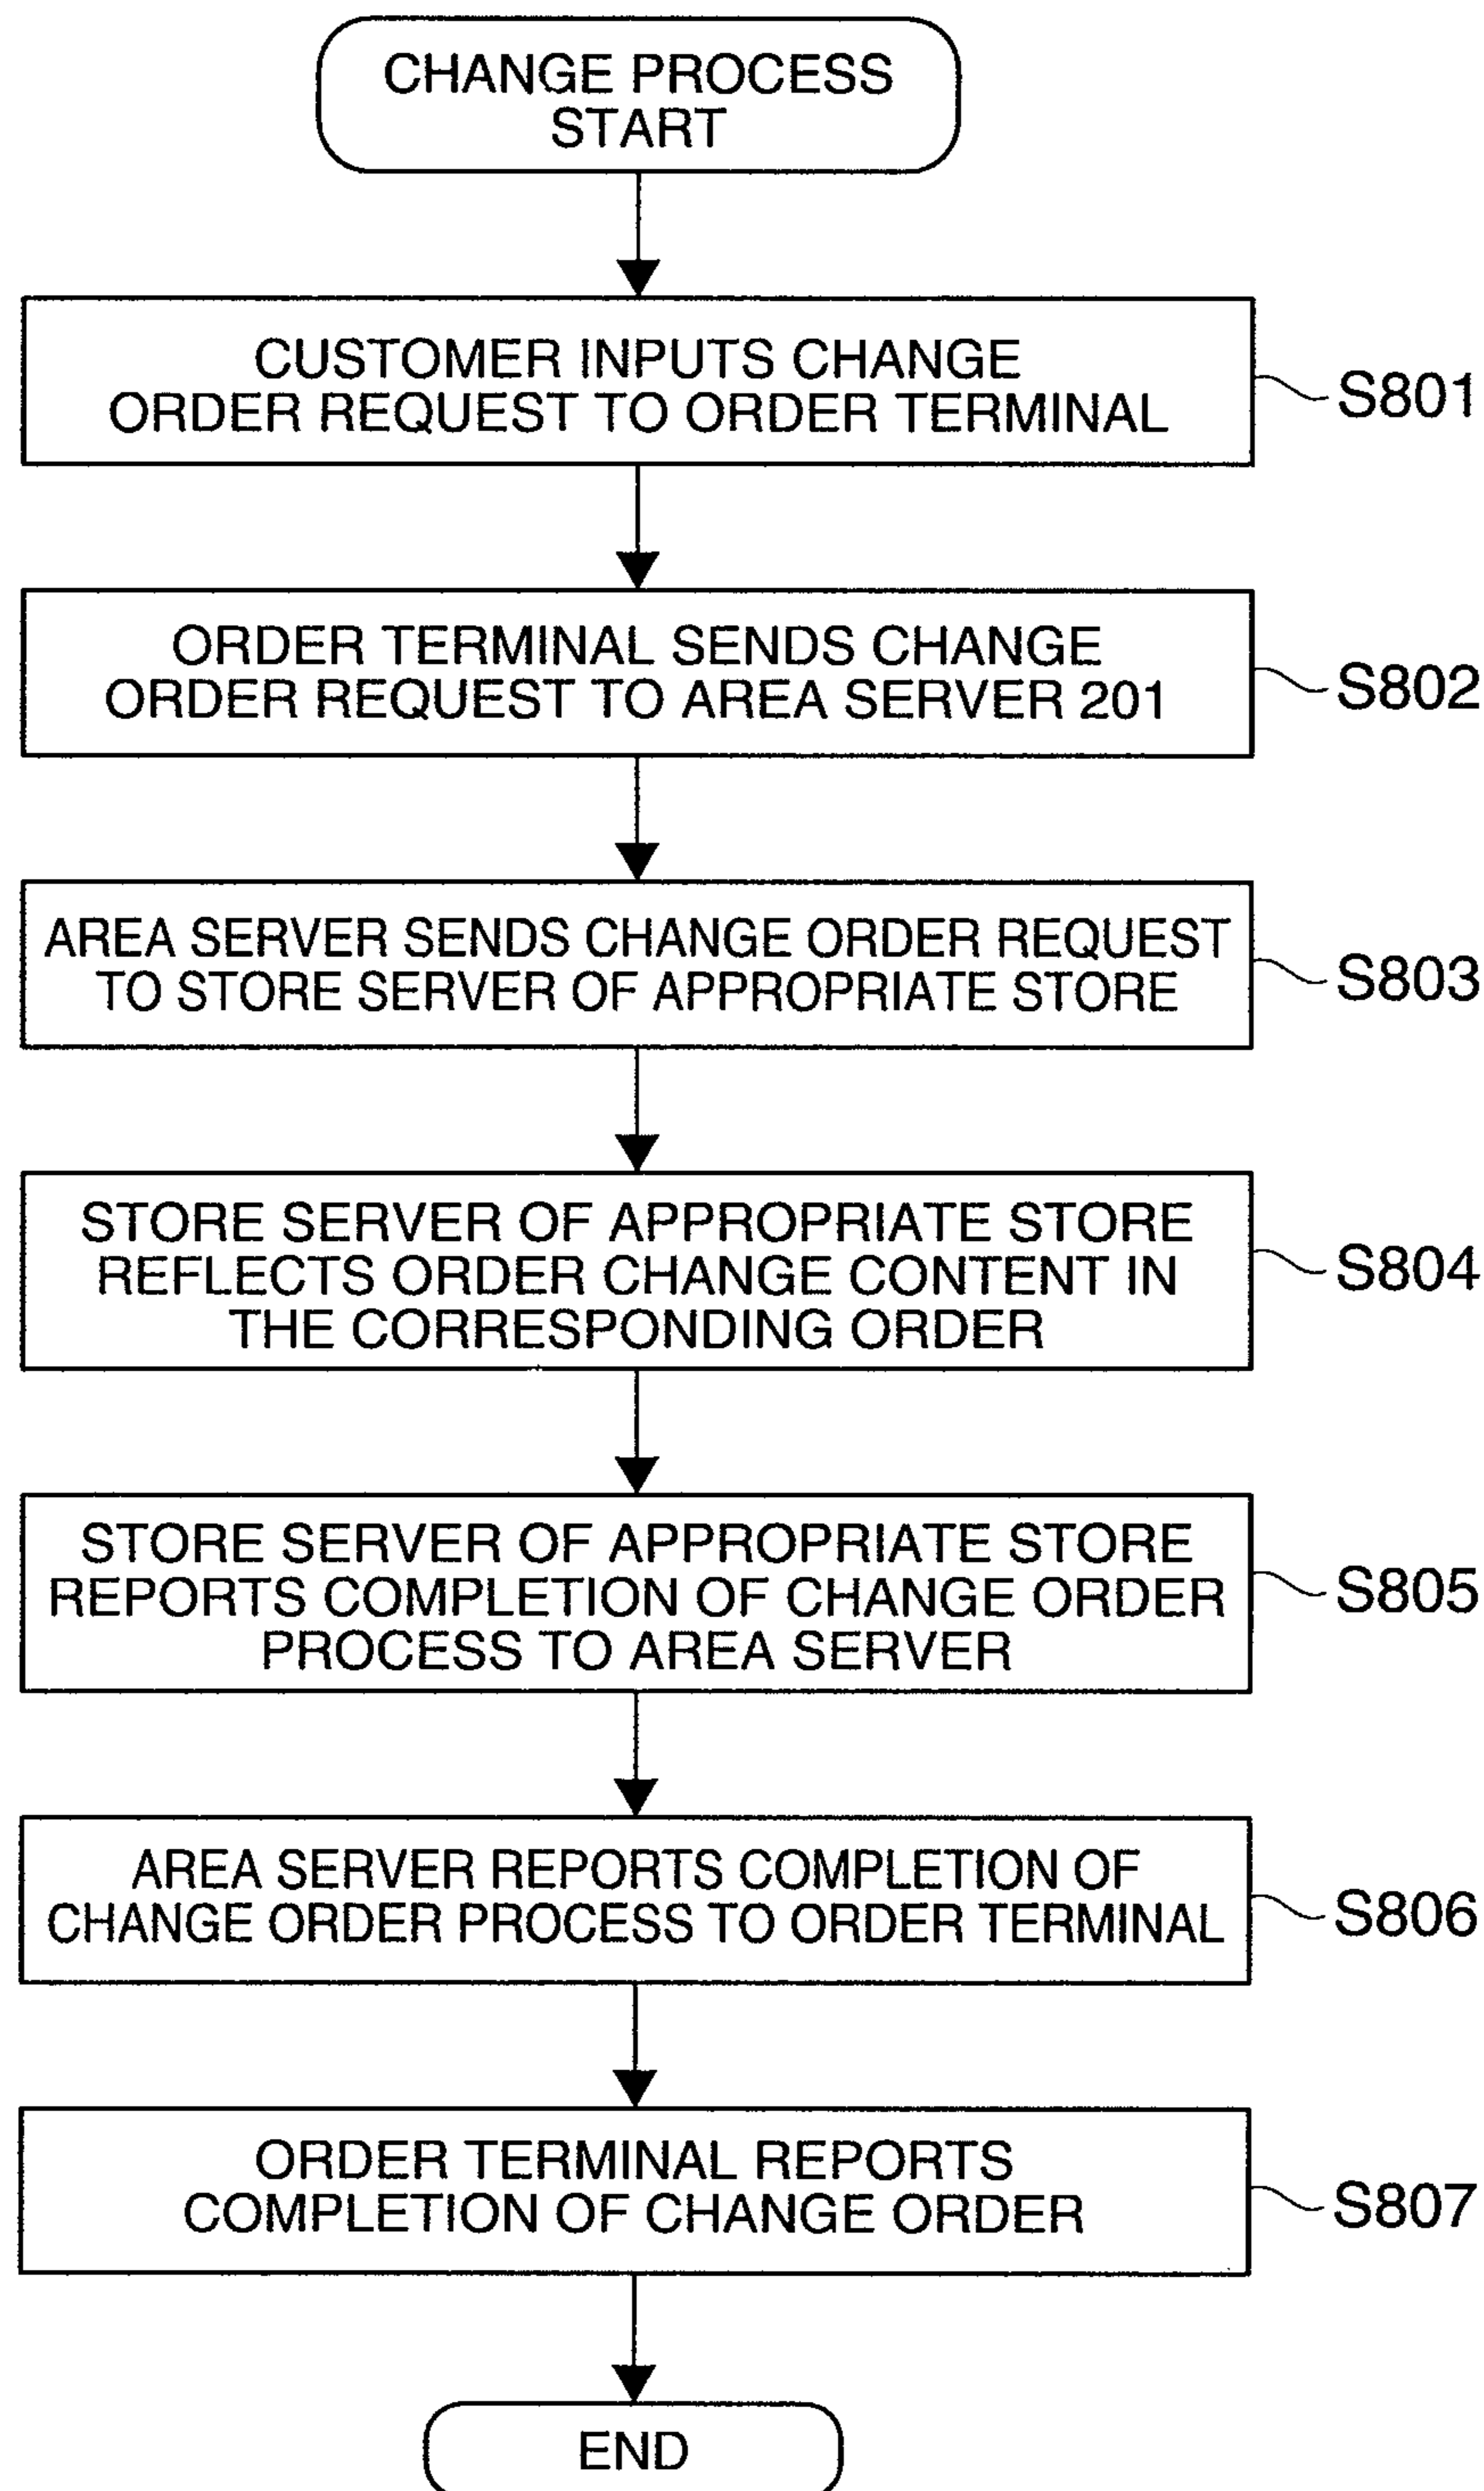 CHANGE PROCESS
START
CUSTOMER INPUTS CHANGE
ORDER REQUEST TO ORDER TERMINAL
S801
ORDER TERMINAL SENDS CHANGE
ORDER REQUEST TO AREA SERVER 201
S802
AREA SERVER SENDS CHANGE ORDER REQUEST
TO STORE SERVER OF APPROPRIATE STORE
S803
STORE SERVER OF APPROPRIATE STORE
REFLECTS ORDER CHANGE CONTENT IN
THE CORRESPONDING ORDER
S804
STORE SERVER OF APPROPRIATE STORE
REPORTS COMPLETION OF CHANGE ORDER
PROCESS TO AREA SERVER
S805
AREA SERVER REPORTS COMPLETION OF
CHANGE ORDER PROCESS TO ORDER TERMINAL
S806
ORDER TERMINAL REPORTS
COMPLETION OF CHANGE ORDER
S807
END